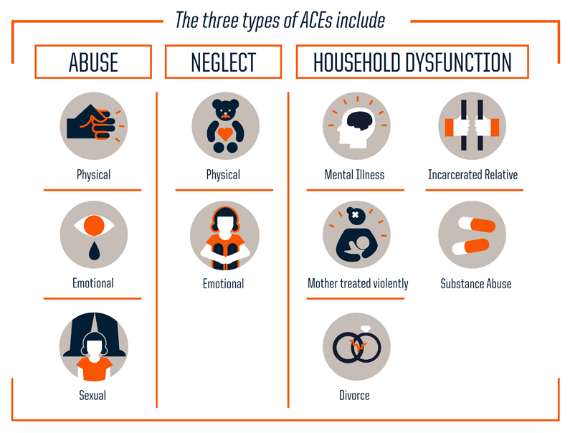 The three types of ACEs include
ABUSE
NEGLECT
HOUSEHOLD DYSFUNCTION
Physical
Physical
Mental Illness
Incarcerated Relative
Emotional
Emotional
Mother treated violently
Substance Abuse
Sexual
Divorce